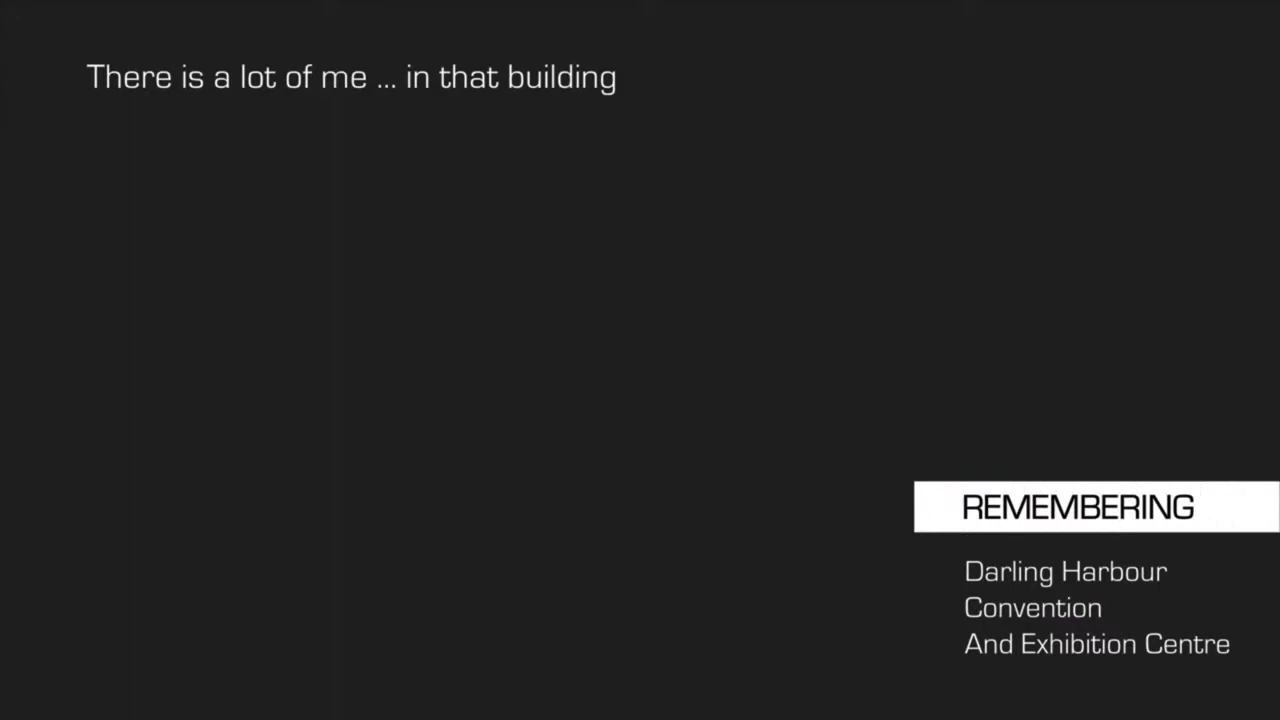 There is a lot of me ... in that building
REMEMBERING
Darling Harbour
Convention
And Exhibition Centre